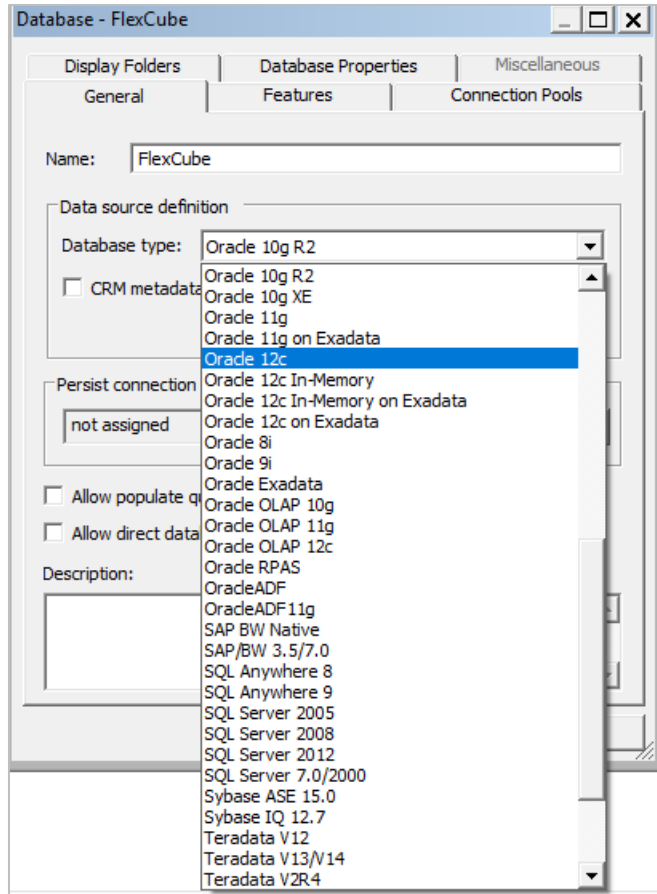 Database - FlexCube
Display Folders
Database Properties
Miscellaneous
General
Features
Connection Pools
Name:
FlexCube
Data source definition
Database type:
Oracle 10g R2
CRM metadata
Persist connection
not assigned
Allow populate qu
Allow direct datal
Description:
Oracle 10g R2
Oracle 10g XE
Oracle 11g
Oracle 11g on Exadata
Oracle 12c
Oracle 12c In-Memory
Oracle 12c In-Memory on Exadata
Oracle 12c on Exadata
Oracle 8i
Oracle 9i
Oracle Exadata
Oracle OLAP 10g
Oracle OLAP 11g
Oracle OLAP 12c
Oracle RPAS
OracleADF
OracleADF11g
SAP BW Native
SAP/BW 3.5/7.0
SQL Anywhere 8
SQL Anywhere 9
SQL Server 2005
SQL Server 2008
SQL Server 2012
SQL Server 7.0/2000
Sybase ASE 15.0
Sybase IQ 12.7
Teradata V12
Teradata V13/V14
Teradata V2R4